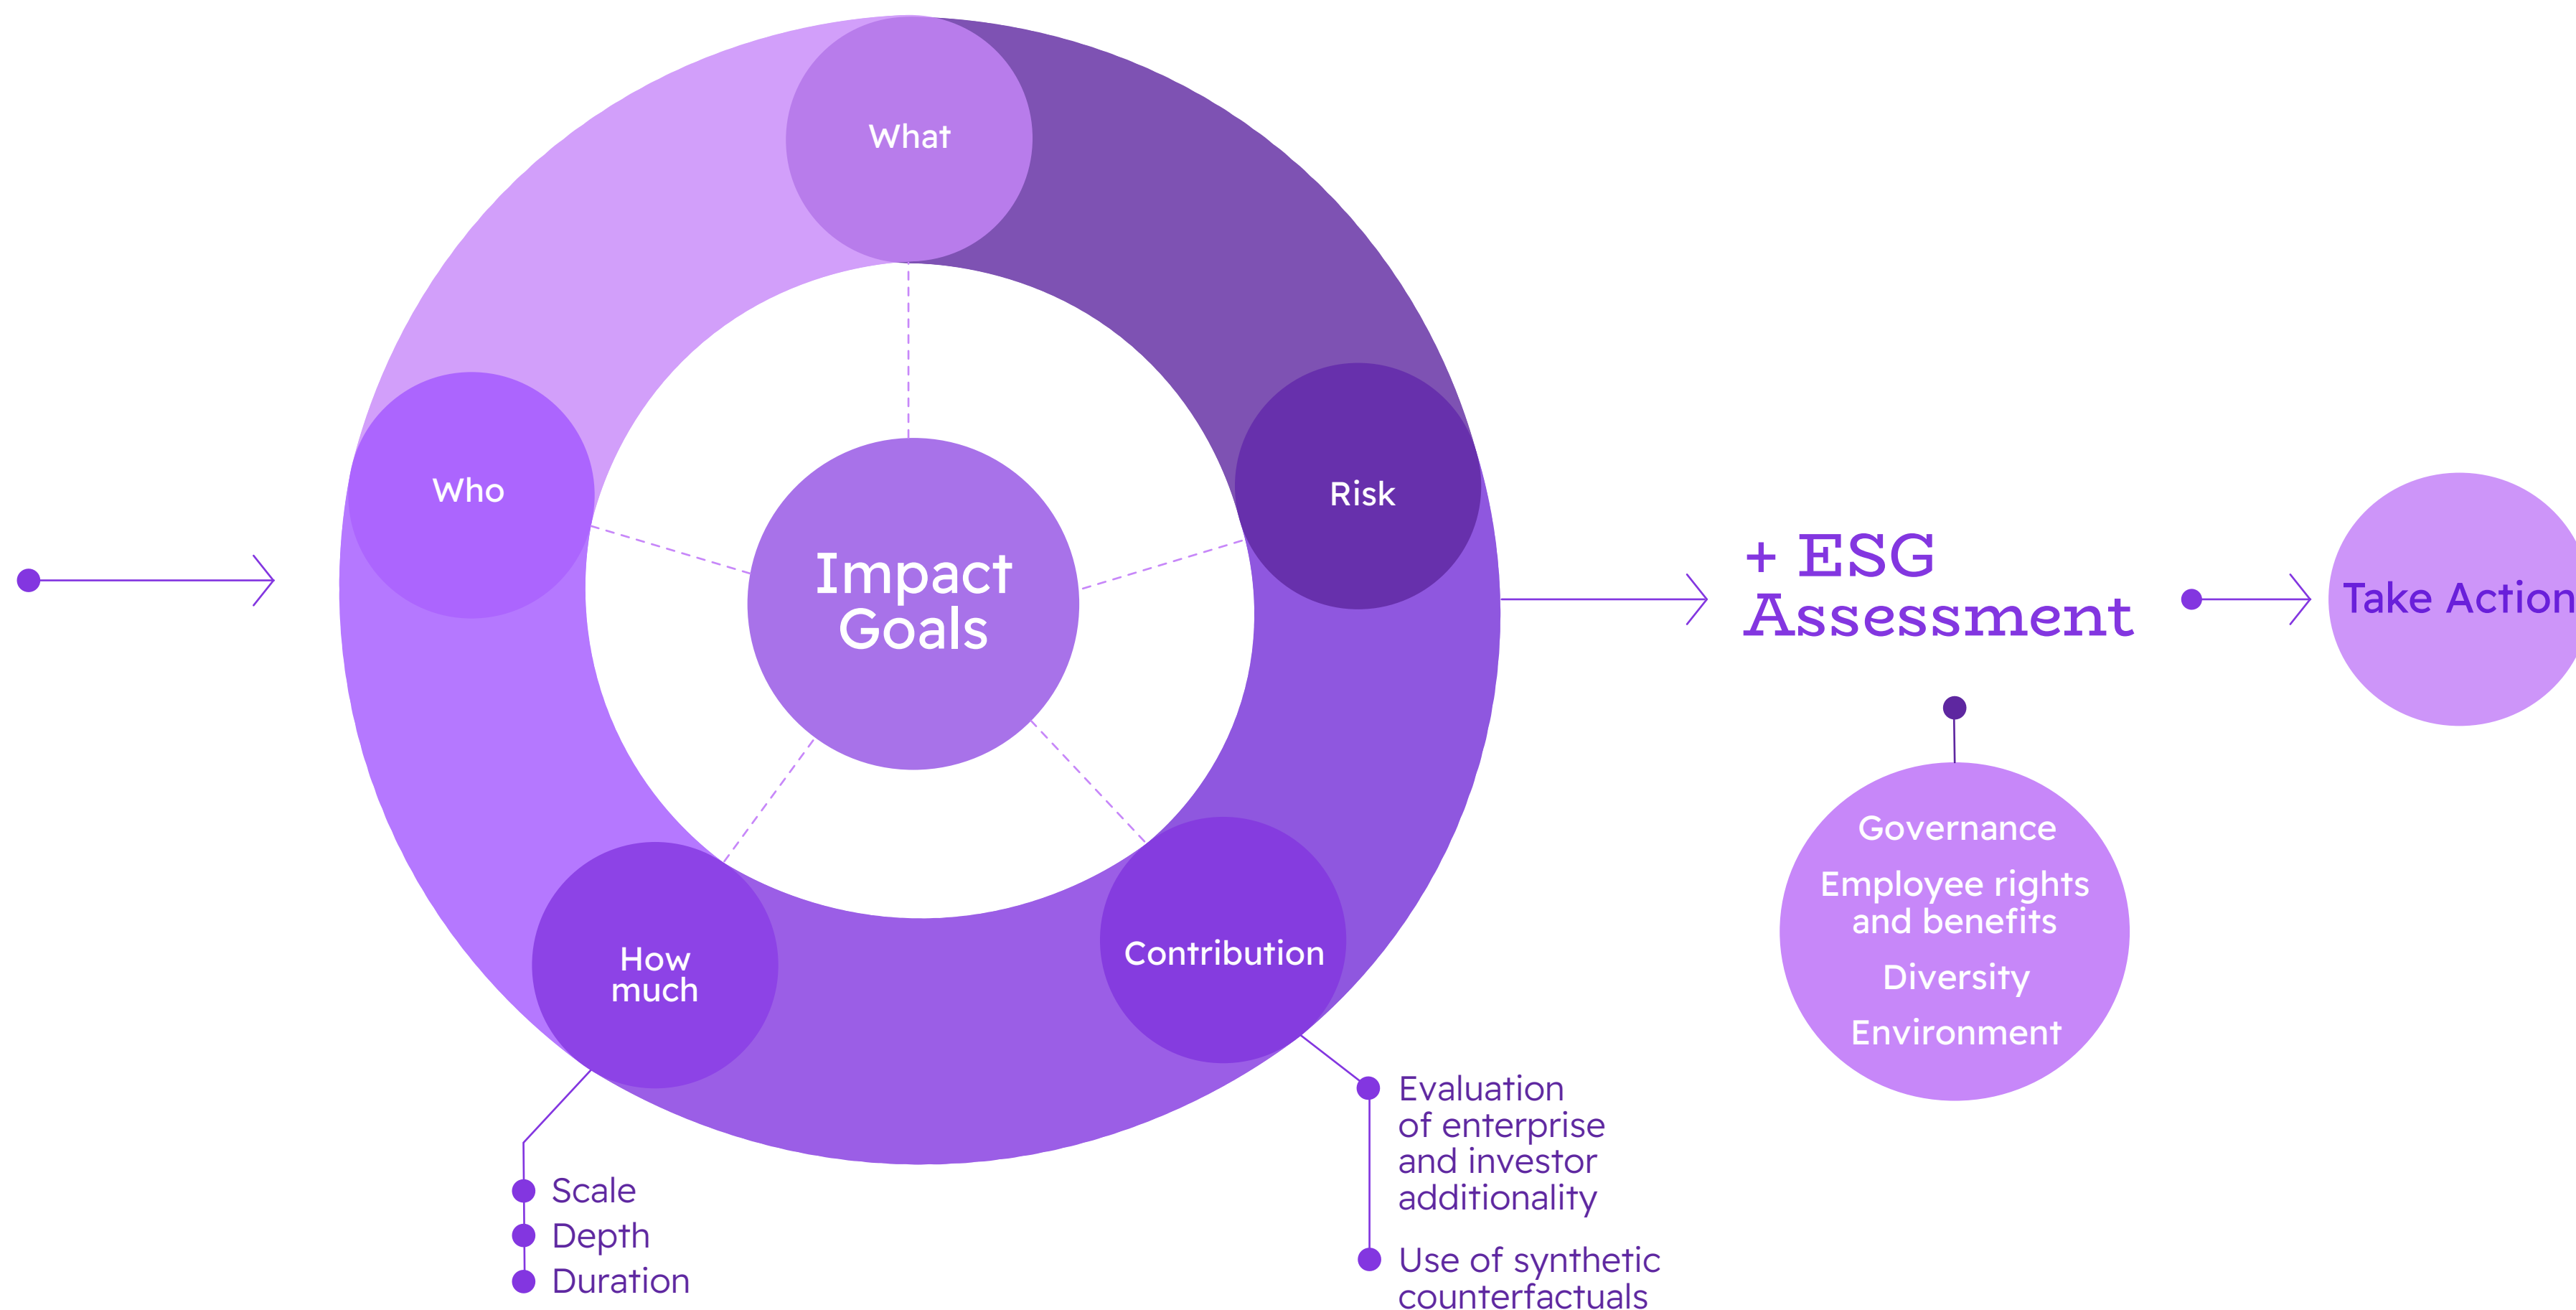 What
Who
Risk
Impact
Goals
How
much
Contribution
Scale
Depth
Duration
Evaluation
of enterprise
and investor
additionality
Use of synthetic
counterfactuals
+ ESG
Assessment
Governance
Employee rights
and benefits
Diversity
Environment
Take Action